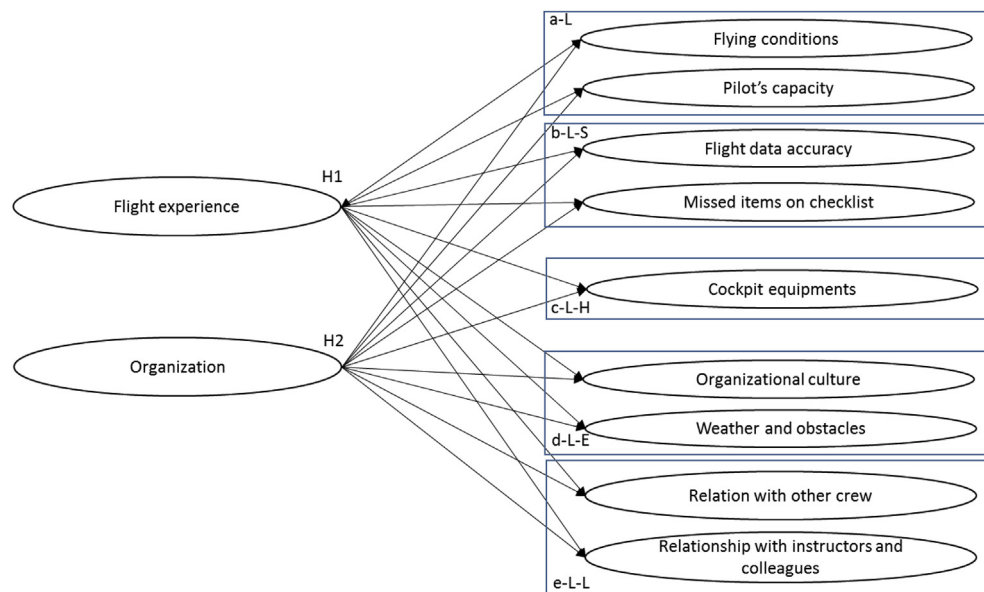 a-L
Flying conditions
Pilot's capacity
b-L-S
Flight data accuracy
H1
Flight experience
Missed items on checklist
Cockpit equipments
c-L-H
H2
Organization
Organizational culture
Weather and obstacles
d-L-E
Relation with other crew
Relationship with instructors and
colleagues
e-L-L